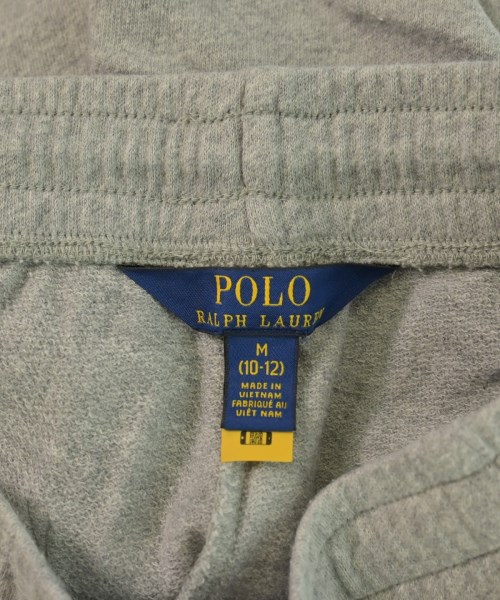 POLO
RALPH LAUREN
M
(10-12)
MADE IN
VIETNAM
FABRIQUÉ AU
VIÊT NAM